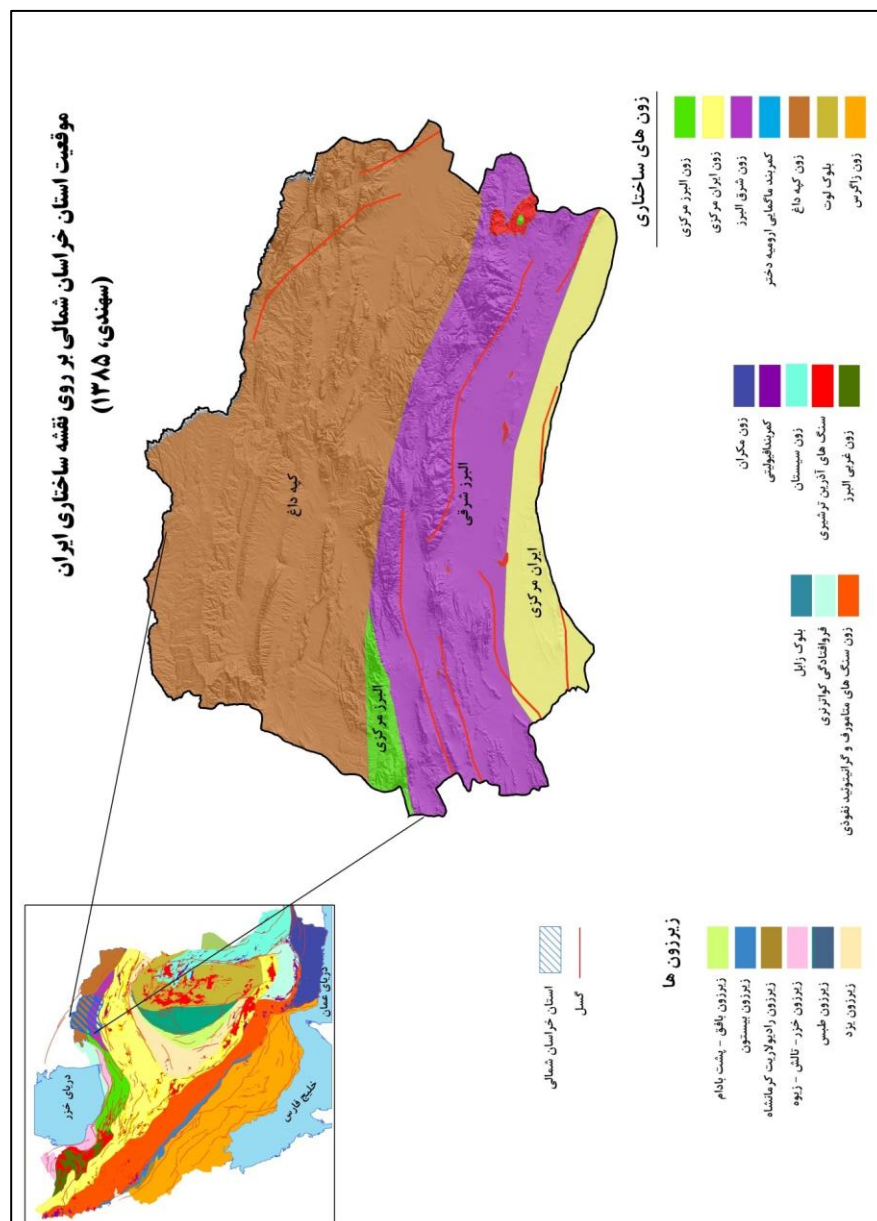 موقعیت استان خراسان شمالی بر روی نقشه ساختاری ایران
(سهندی، ۱۳۸۵)
کپه داغ
البرز مرکزی
البرز شرقی
ایران مرکزی
دریای خزر
خلیج فارس
دریای عمان
زون های ساختاری
زون البرز مرکزی
زون ایران مرکزی
زون شرق البرز
کمربند ماگمایی ارومیه دختر
زون کپه داغ
بلوک لوت
زون زاگرس
زون مکران
کمربندافیولیتی
زون سیستان
سنگ های آذرین ترشیری
زون غربی البرز
بلوک زابل
فروافتادگی کواترنری
زون سنگ های متامورف و گرانیتوئید نفوذی
زیرزون ها
زیرزون بافق - پشت بادام
زیرزون بیستون
زیرزون رادیولاریت کرمانشاه
زیرزون خزر - تالش - زیوه
زیرزون طبس
زیرزون یزد
استان خراسان شمالی
گسل